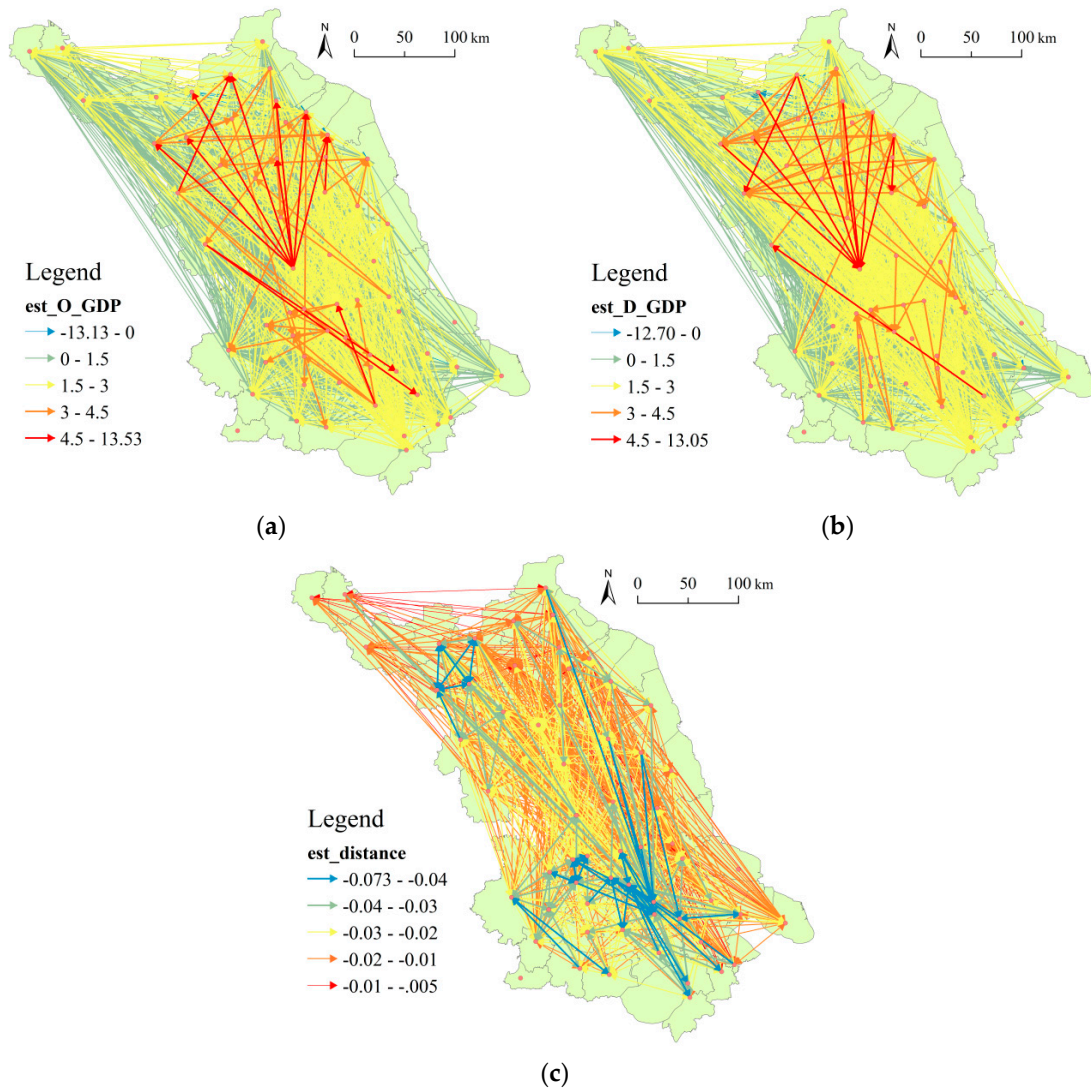 N
0 50 100 km
Legend
est_O_GDP
-13.13 - 0
0 - 1.5
1.5 - 3
3 - 4.5
4.5 - 13.53
(a)
N
0 50 100 km
Legend
est_D_GDP
-12.70 - 0
0 - 1.5
1.5 - 3
3 - 4.5
4.5 - 13.05
(b)
N
0 50 100 km
Legend
est_distance
-0.073 - -0.04
-0.04 - -0.03
-0.03 - -0.02
-0.02 - -0.01
-0.01 - -.005
(c)